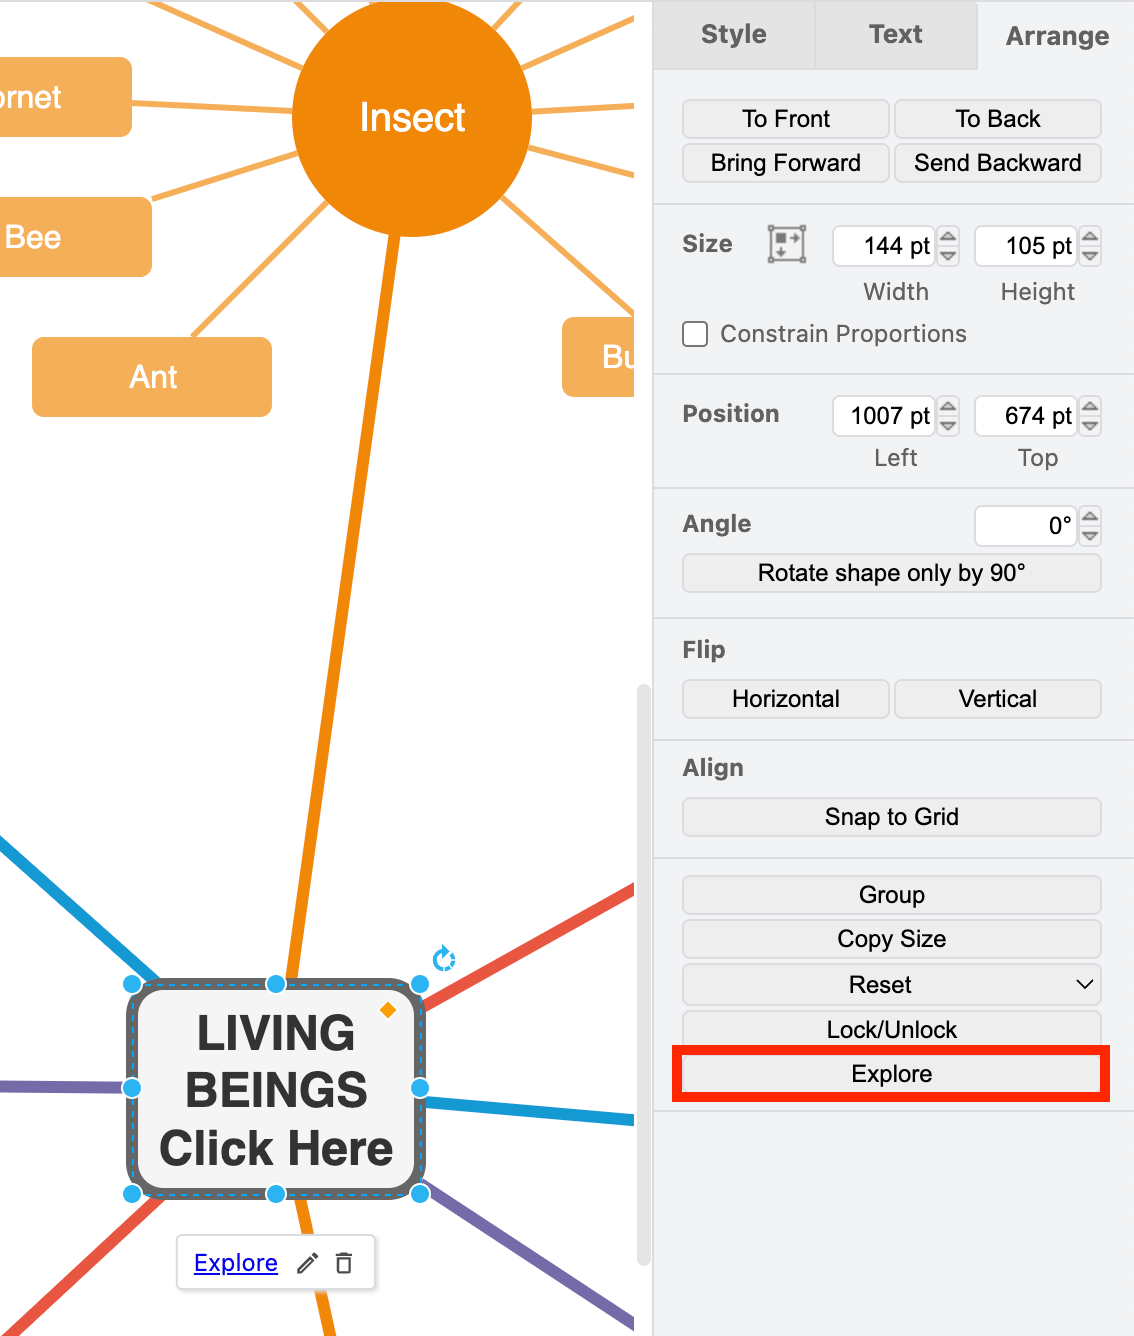 Insect
ornet
Bee
Ant
Bu
LIVING
BEINGS
Click Here
Explore
Style
Text
Arrange
To Front
To Back
Bring Forward
Send Backward
Size
144 pt
105 pt
Width
Height
Constrain Proportions
Position
1007 pt
674 pt
Left
Top
Angle
0°
Rotate shape only by 90°
Flip
Horizontal
Vertical
Align
Snap to Grid
Group
Copy Size
Reset
Lock/Unlock
Explore